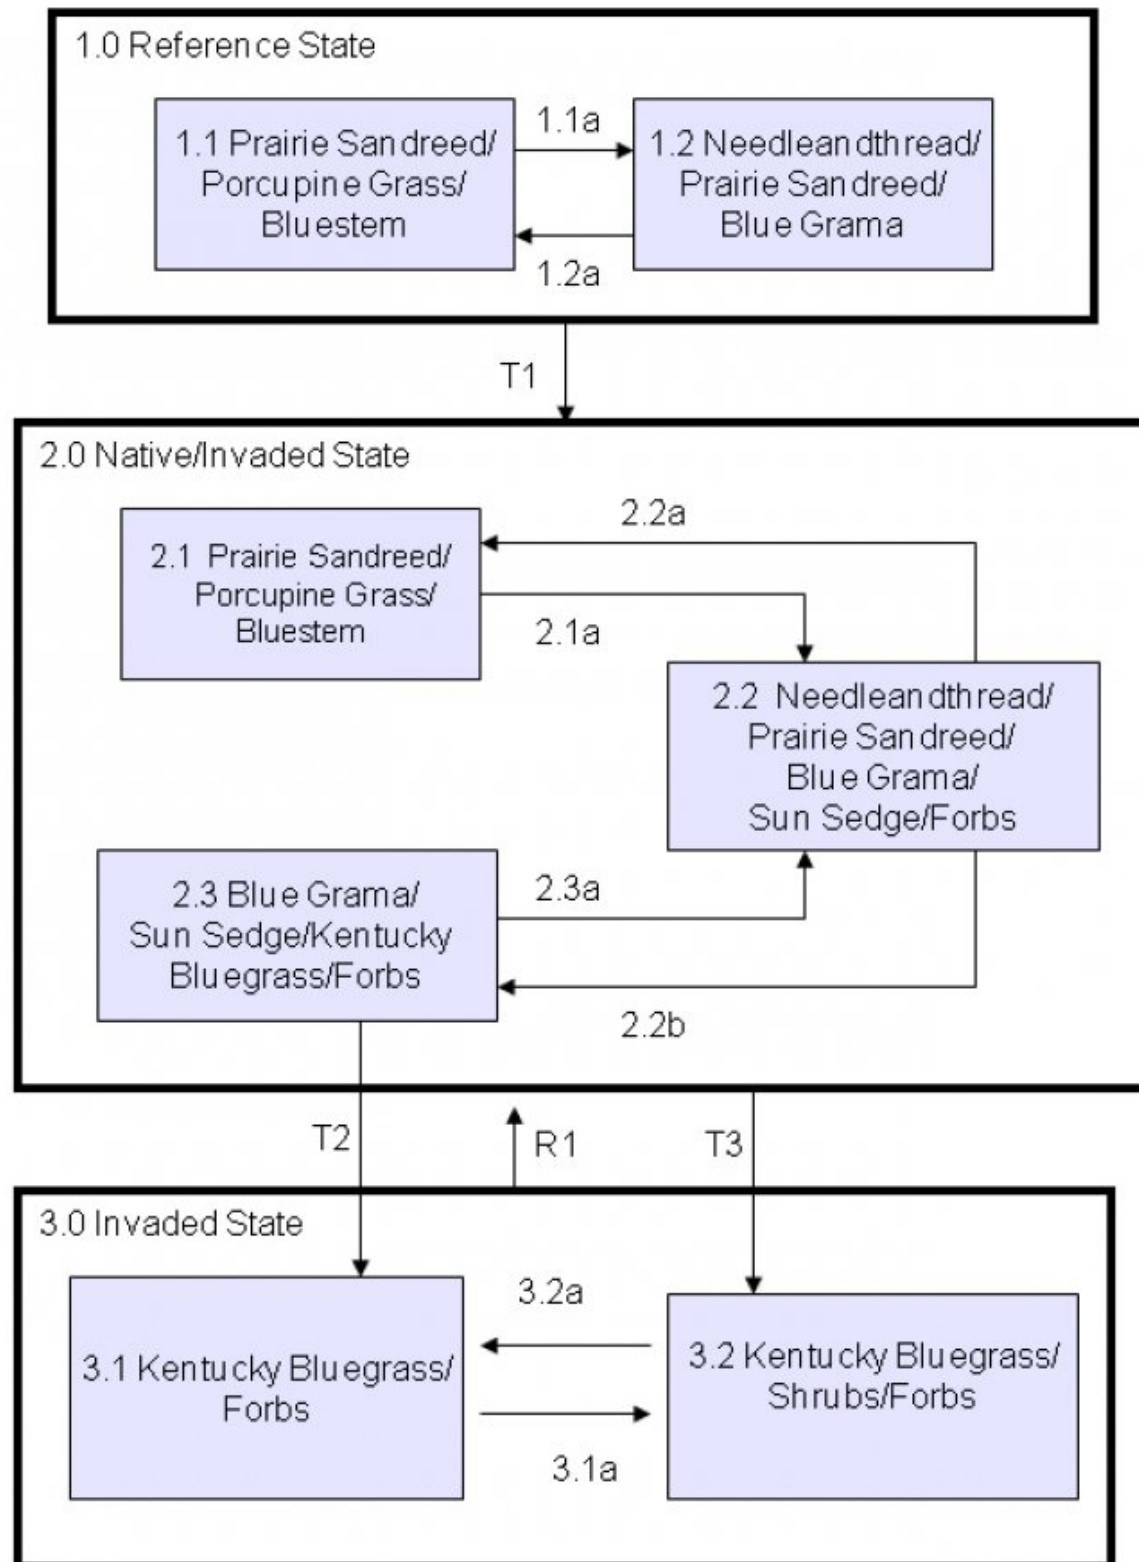 1.0 Reference State
1.1 Prairie Sandreed/
Porcupine Grass/
Bluestem
1.1a
1.2 Needleandthread/
Prairie Sandreed/
Blue Grama
1.2a
T1
2.0 Native/Invaded State
2.2a
2.1 Prairie Sandreed/
Porcupine Grass/
Bluestem
2.1a
2.2 Needleandthread/
Prairie Sandreed/
Blue Grama/
Sun Sedge/Forbs
2.3 Blue Grama/
Sun Sedge/Kentucky
Bluegrass/Forbs
2.3a
2.2b
T2
R1
T3
3.0 Invaded State
3.2a
3.1 Kentucky Bluegrass/
Forbs
3.2 Kentucky Bluegrass/
Shrubs/Forbs
3.1a